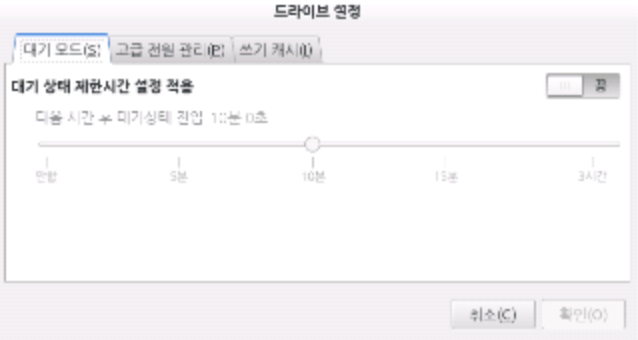 드라이브 설정
대기 모드(S) 고급 전원 관리(P) 쓰기 캐시(I)
대기 상태 제한시간 설정 적용 끔
다음 시간 후 대기상태 진입: 10분 0초
안함 5분 10분 15분 3시간
취소(C) 확인(O)